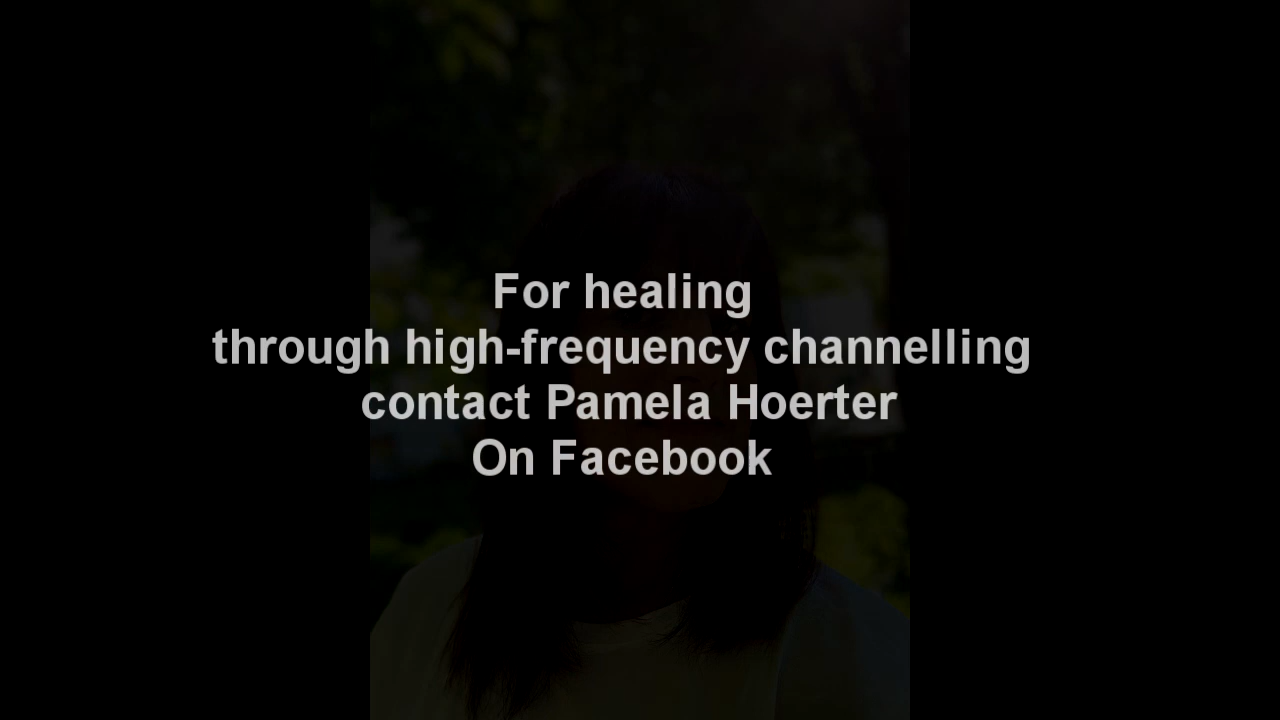 For healing
through high-frequency channelling
contact Pamela Hoerter
On Facebook